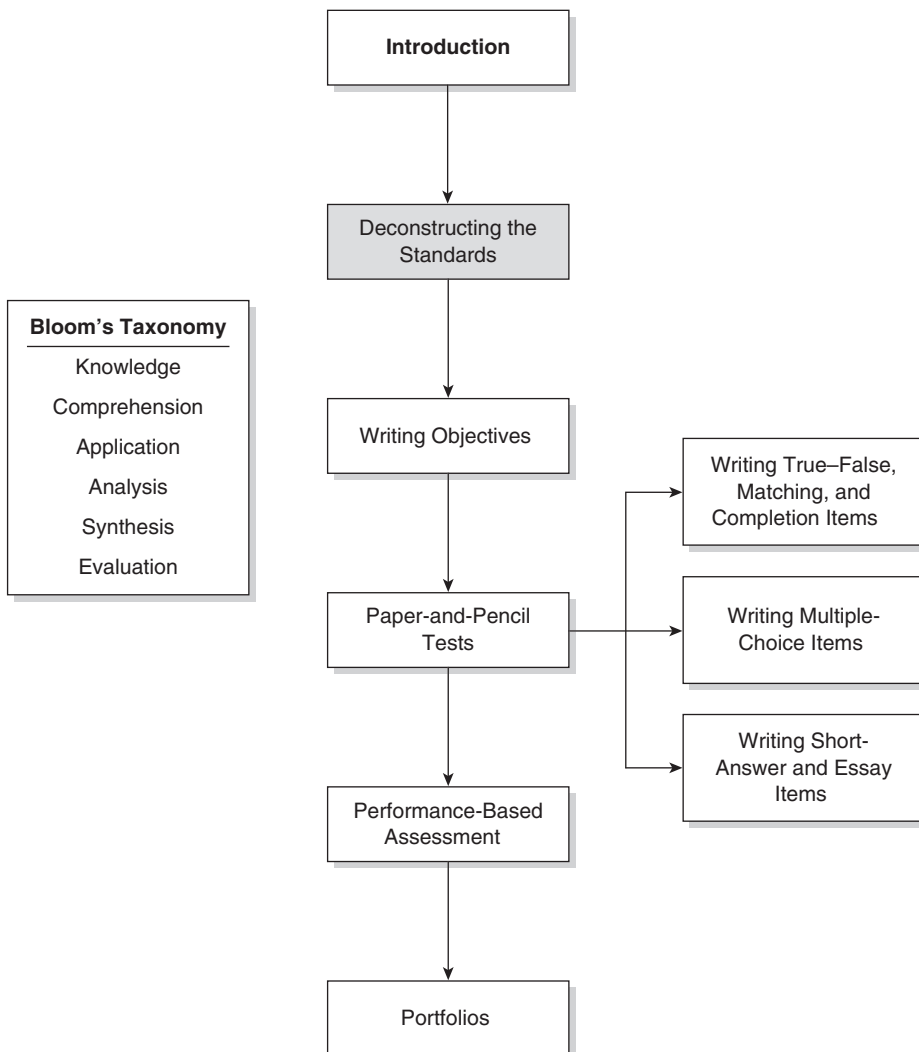 Introduction
Deconstructing the
Standards
Bloom's Taxonomy
Knowledge
Comprehension
Application
Analysis
Synthesis
Evaluation
Writing Objectives
Paper-and-Pencil
Tests
Writing True–False,
Matching, and
Completion Items
Writing Multiple-
Choice Items
Writing Short-
Answer and Essay
Items
Performance-Based
Assessment
Portfolios